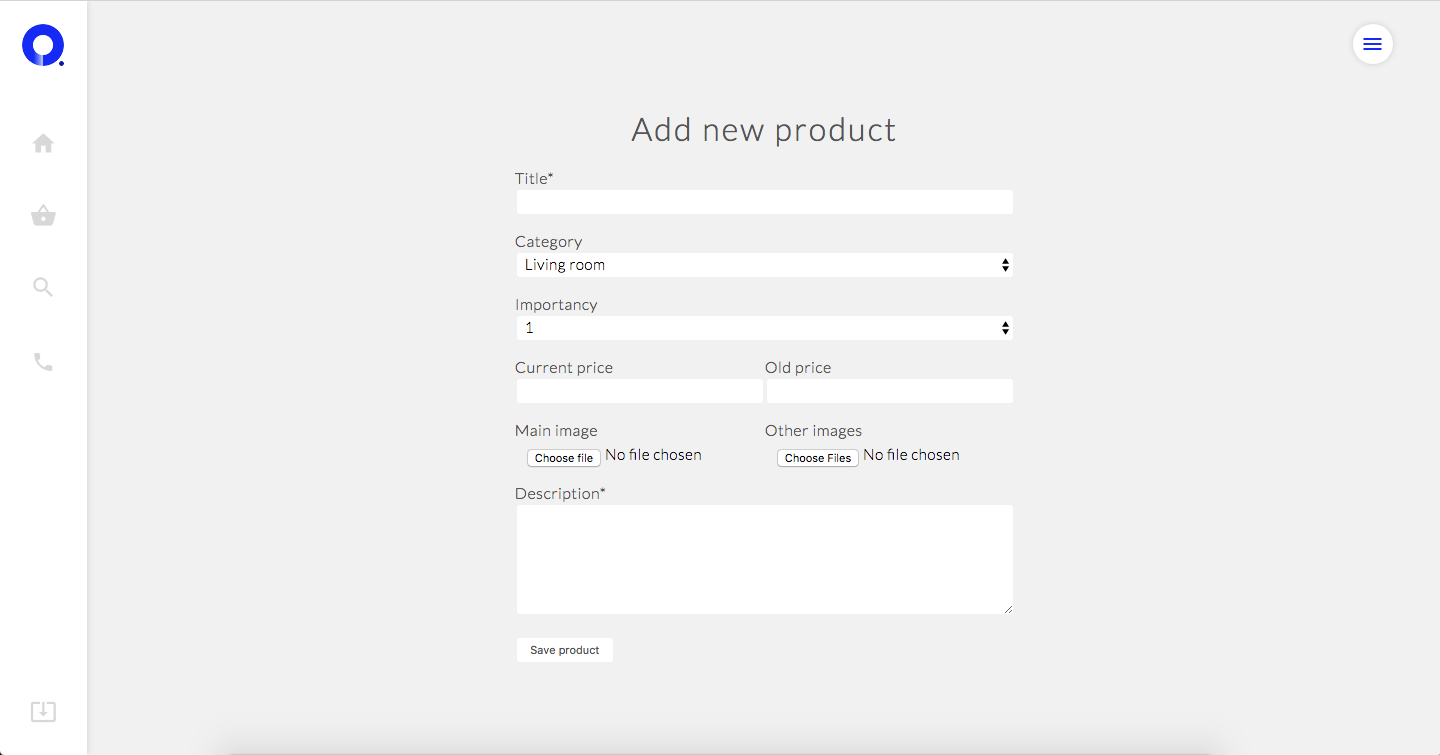 Add new product
Title*
Category
Living room
Importancy
1
Current price Old price
Main image Other images
Choose file No file chosen Choose Files No file chosen
Description*
Save product